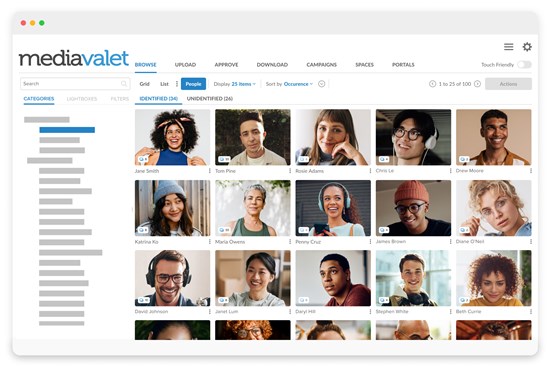 mediavalet
BROWSE UPLOAD APPROVE DOWNLOAD CAMPAIGNS SPACES PORTALS
Touch Friendly
Search
Grid List People Display 25 items Sort by Occurence 1 to 25 of 100 Actions
CATEGORIES LIGHTBOXES FILTERS
IDENTIFIED (34) UNIDENTIFIED (26)
Jane Smith Tom Pine Rosie Adams Chris Le Drew Moore
Katrina Ko Maria Owens Penny Cruz James Brown Diane O'Neil
David Johnson Janet Lum Daryl Hill Stephen White Beth Currie